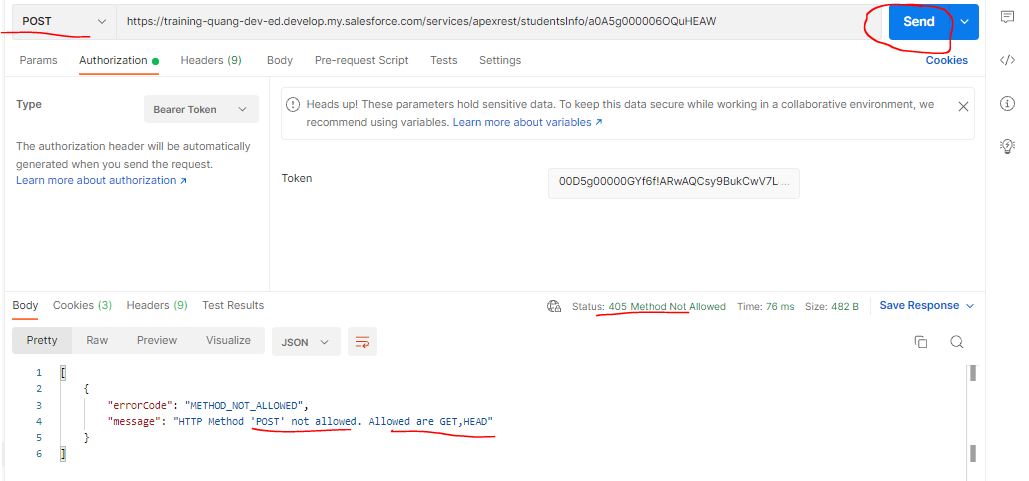 POST
https://training-quang-dev-ed.develop.my.salesforce.com/services/apexrest/studentsInfo/a0A5g000006OQuHEAW
Send
Params Authorization Headers (9) Body Pre-request Script Tests Settings Cookies
Type
Bearer Token
The authorization header will be automatically
generated when you send the request.
Learn more about authorization ↗
Heads up! These parameters hold sensitive data. To keep this data secure while working in a collaborative environment, we
recommend using variables. Learn more about variables ↗
Token
00D5g00000GYf6f!ARwAQCsy9BukCwV7L ...
Body Cookies (3) Headers (9) Test Results
Status: 405 Method Not Allowed Time: 76 ms Size: 482 B Save Response
Pretty Raw Preview Visualize JSON
1 [
2 {
3 "errorCode": "METHOD_NOT_ALLOWED",
4 "message": "HTTP Method 'POST' not allowed. Allowed are GET,HEAD"
5 }
6 ]